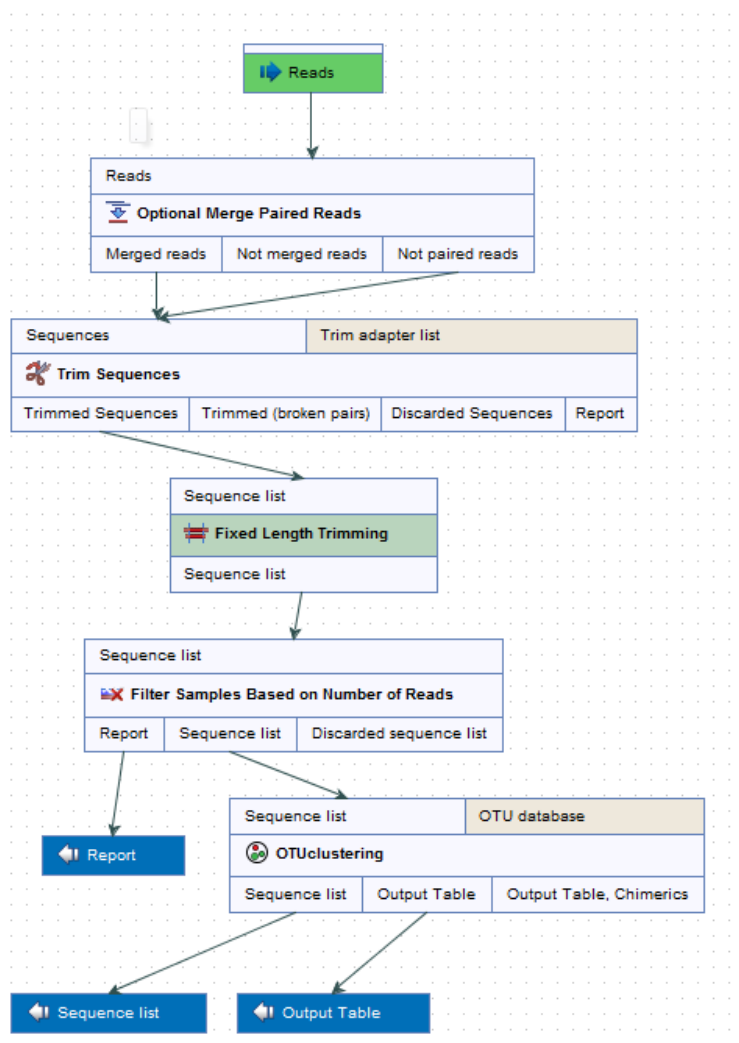 Reads
Reads
Optional Merge Paired Reads
Merged reads Not merged reads Not paired reads
Sequences Trim adapter list
Trim Sequences
Trimmed Sequences Trimmed (broken pairs) Discarded Sequences Report
Sequence list
Fixed Length Trimming
Sequence list
Sequence list
Filter Samples Based on Number of Reads
Report Sequence list Discarded sequence list
Sequence list OTU database
Report
OTUclustering
Sequence list Output Table Output Table, Chimerics
Sequence list Output Table